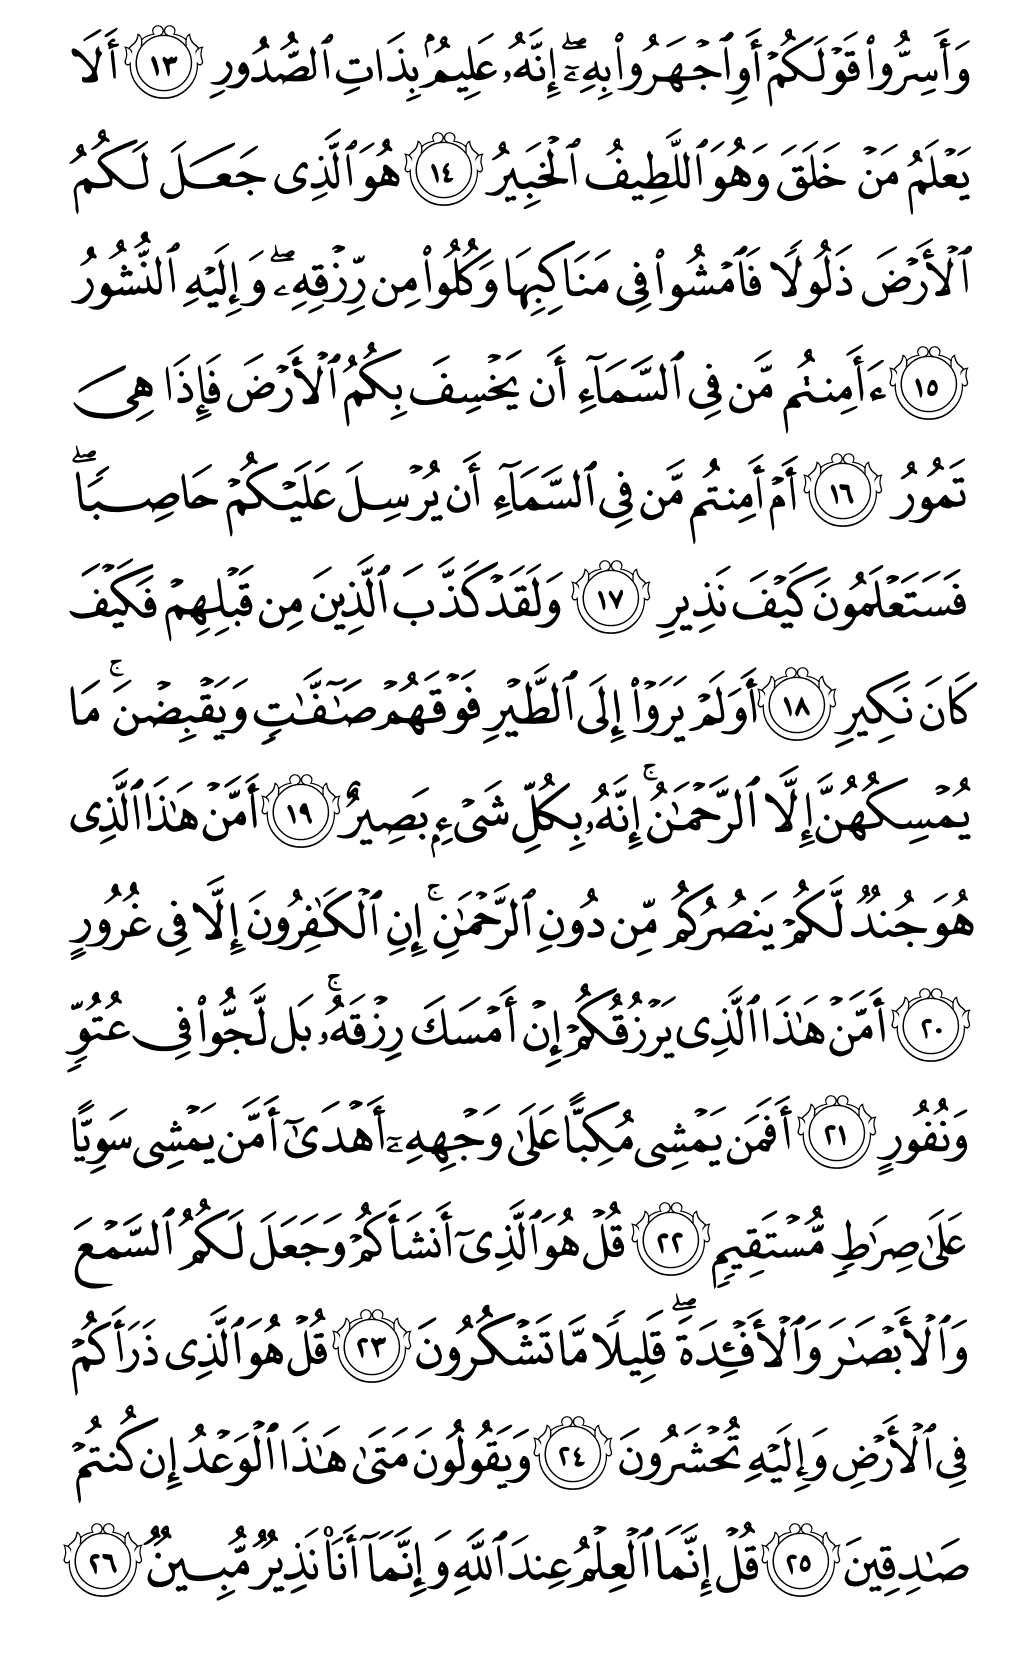 وَأَسِرُّوا۟ قَوْلَكُمْ أَوِ ٱجْهَرُوا۟ بِهِۦٓ ۖ إِنَّهُۥ عَلِيمٌۢ بِذَاتِ ٱلصُّدُورِ ١٣ أَلَا
يَعْلَمُ مَنْ خَلَقَ وَهُوَ ٱللَّطِيفُ ٱلْخَبِيرُ ١٤ هُوَ ٱلَّذِى جَعَلَ لَكُمُ
ٱلْأَرْضَ ذَلُولًا فَٱمْشُوا۟ فِى مَنَاكِبِهَا وَكُلُوا۟ مِن رِّزْقِهِۦ ۖ وَإِلَيْهِ ٱلنُّشُورُ
١٥ ءَأَمِنتُم مَّن فِى ٱلسَّمَآءِ أَن يَخْسِفَ بِكُمُ ٱلْأَرْضَ فَإِذَا هِىَ
تَمُورُ ١٦ أَمْ أَمِنتُم مَّن فِى ٱلسَّمَآءِ أَن يُرْسِلَ عَلَيْكُمْ حَاصِبًا ۖ
فَسَتَعْلَمُونَ كَيْفَ نَذِيرِ ١٧ وَلَقَدْ كَذَّبَ ٱلَّذِينَ مِن قَبْلِهِمْ فَكَيْفَ
كَانَ نَكِيرِ ١٨ أَوَلَمْ يَرَوْا۟ إِلَى ٱلطَّيْرِ فَوْقَهُمْ صَـٰٓفَّـٰتٍ وَيَقْبِضْنَ ۚ مَا
يُمْسِكُهُنَّ إِلَّا ٱلرَّحْمَـٰنُ ۚ إِنَّهُۥ بِكُلِّ شَىْءٍۭ بَصِيرٌ ١٩ أَمَّنْ هَـٰذَا ٱلَّذِى
هُوَ جُندٌ لَّكُمْ يَنصُرُكُم مِّن دُونِ ٱلرَّحْمَـٰنِ ۚ إِنِ ٱلْكَـٰفِرُونَ إِلَّا فِى غُرُورٍ
٢٠ أَمَّنْ هَـٰذَا ٱلَّذِى يَرْزُقُكُمْ إِنْ أَمْسَكَ رِزْقَهُۥ ۚ بَل لَّجُّوا۟ فِى عُتُوٍّ
وَنُفُورٍ ٢١ أَفَمَن يَمْشِى مُكِبًّا عَلَىٰ وَجْهِهِۦٓ أَهْدَىٰٓ أَمَّن يَمْشِى سَوِيًّا
عَلَىٰ صِرَٰطٍ مُّسْتَقِيمٍ ٢٢ قُلْ هُوَ ٱلَّذِىٓ أَنشَأَكُمْ وَجَعَلَ لَكُمُ ٱلسَّمْعَ
وَٱلْأَبْصَـٰرَ وَٱلْأَفْـِٔدَةَ ۖ قَلِيلًا مَّا تَشْكُرُونَ ٢٣ قُلْ هُوَ ٱلَّذِى ذَرَأَكُمْ
فِى ٱلْأَرْضِ وَإِلَيْهِ تُحْشَرُونَ ٢٤ وَيَقُولُونَ مَتَىٰ هَـٰذَا ٱلْوَعْدُ إِن كُنتُمْ
صَـٰدِقِينَ ٢٥ قُلْ إِنَّمَا ٱلْعِلْمُ عِندَ ٱللَّهِ وَإِنَّمَآ أَنَا۠ نَذِيرٌ مُّبِينٌ ٢٦